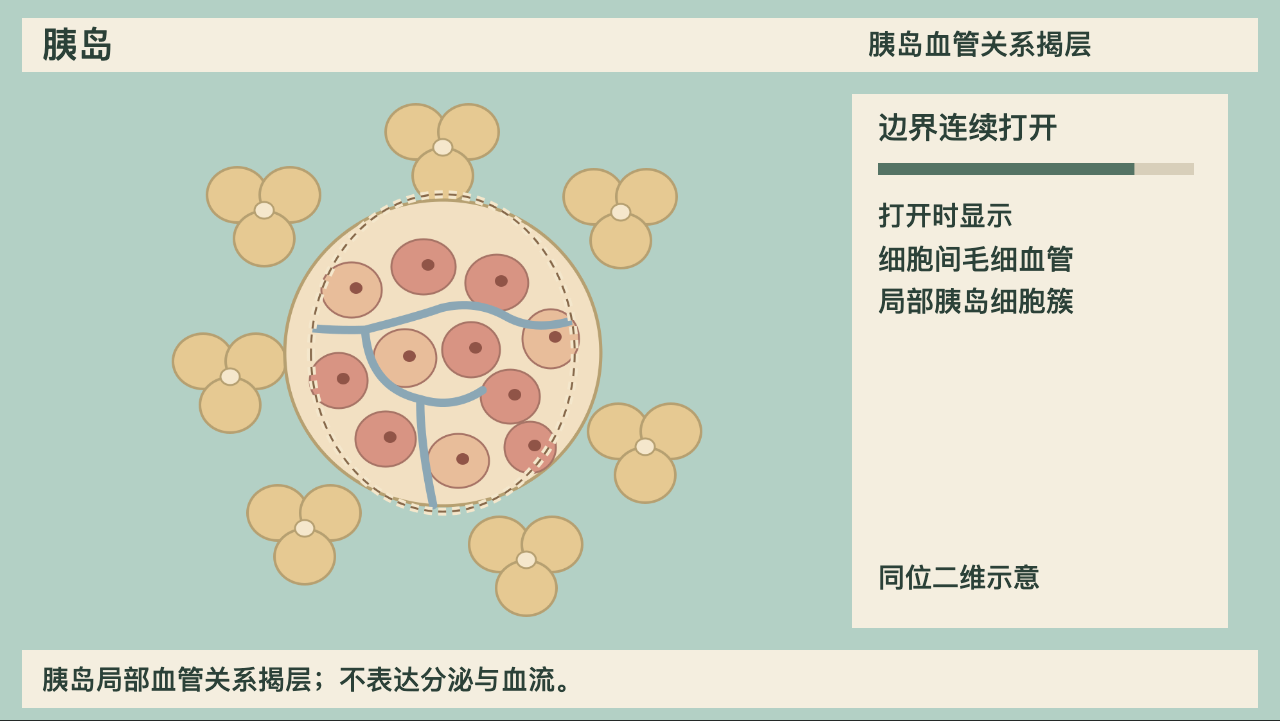 胰岛
胰岛血管关系揭层
边界连续打开
打开时显示
细胞间毛细血管
局部胰岛细胞簇
同位二维示意
胰岛局部血管关系揭层；不表达分泌与血流。